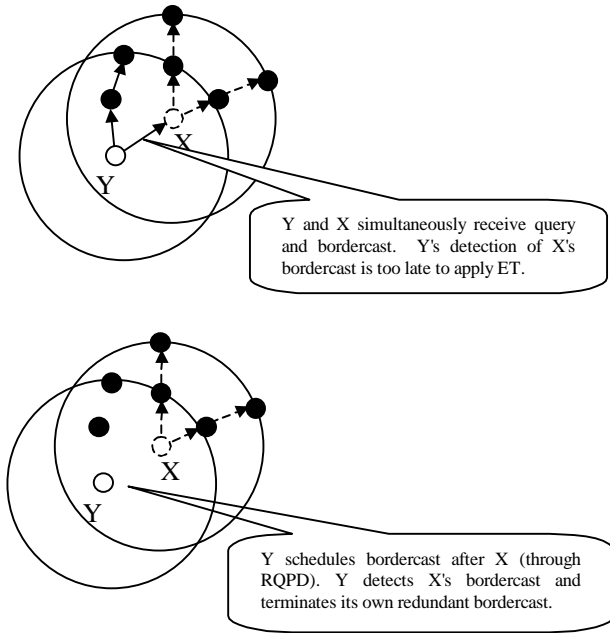 X
Y
Y and X simultaneously receive query
and bordercast. Y's detection of X's
bordercast is too late to apply ET.
X
Y
Y schedules bordercast after X (through
RQPD). Y detects X's bordercast and
terminates its own redundant bordercast.